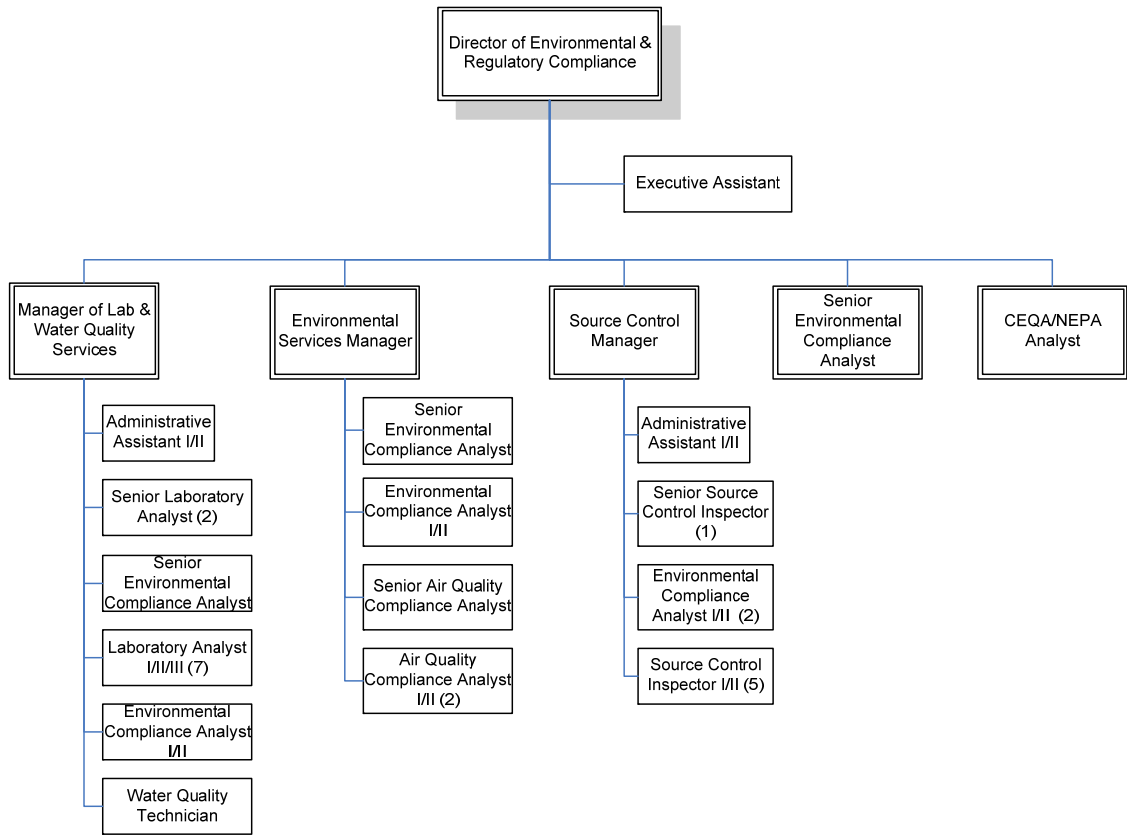 Director of Environmental &
Regulatory Compliance
Executive Assistant
Manager of Lab &
Water Quality
Services
Environmental
Services Manager
Source Control
Manager
Senior
Environmental
Compliance
Analyst
CEQA/NEPA
Analyst
Administrative
Assistant I/II
Senior Laboratory
Analyst (2)
Senior
Environmental
Compliance Analyst
Laboratory Analyst
I/II/III (7)
Environmental
Compliance Analyst
I/II
Water Quality
Technician
Senior
Environmental
Compliance Analyst
Environmental
Compliance Analyst
I/II
Senior Air Quality
Compliance Analyst
Air Quality
Compliance Analyst
I/II (2)
Administrative
Assistant I/II
Senior Source
Control Inspector
(1)
Environmental
Compliance
Analyst I/II (2)
Source Control
Inspector I/II (5)